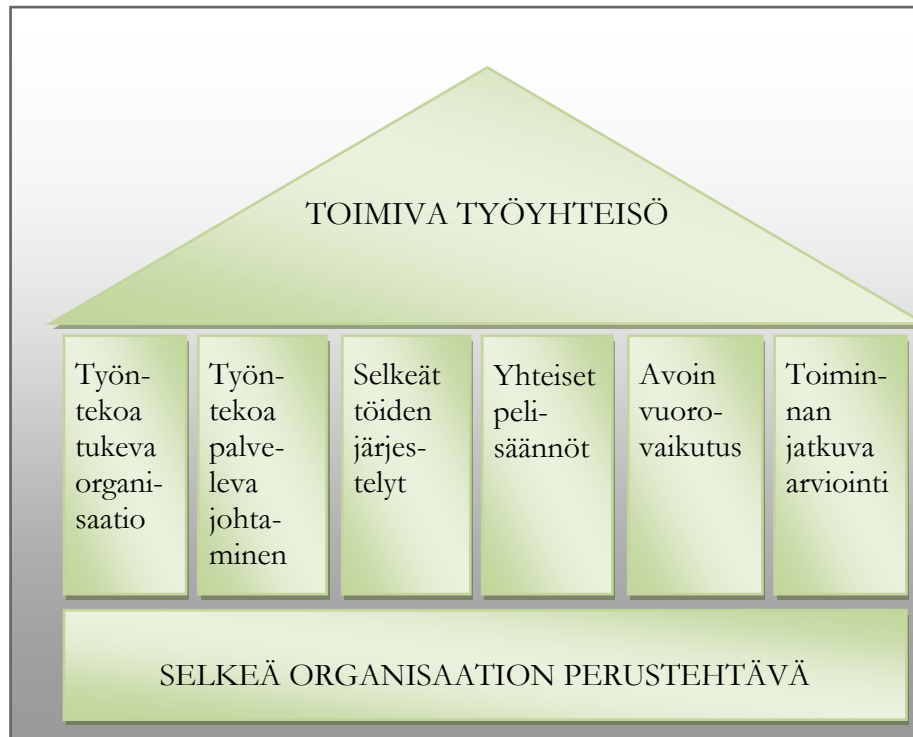 TOIMIVA TYÖYHTEISÖ
Työn-
tekoa
tukeva
organi-
saatio
Työn-
tekoa
palve-
leva
johta-
minen
Selkeät
töiden
järjes-
telyt
Yhteiset
peli-
säännöt
Avoin
vuoro-
vaikutus
Toimin-
nan
jatkuva
arviointi
SELKEÄ ORGANISAATION PERUSTEHTÄVÄ